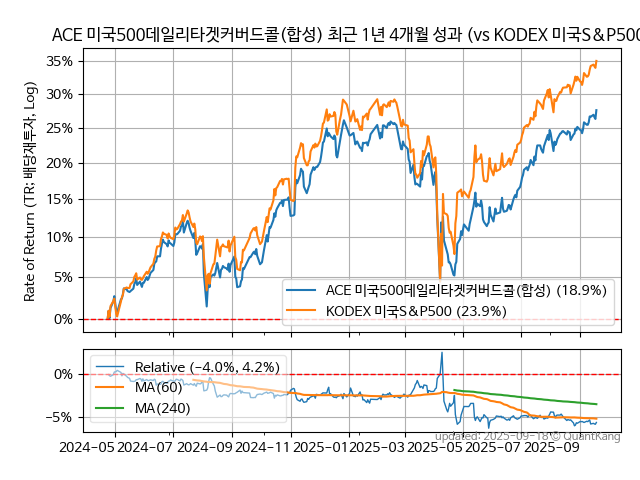 ACE 미국500데일리타겟커버드콜(합성) 최근 1년 4개월 성과 (vs KODEX 미국S&P500
35%
30%
25%
20%
15%
10%
5%
0%
Rate of Return (TR: 배당재투자, Log)
ACE 미국500데일리타겟커버드콜(합성) (18.9%)
KODEX 미국S&P500 (23.9%)
0%
−5%
Relative (−4.0%, 4.2%)
MA(60)
MA(240)
2024-05 2024-07 2024-09 2024-11 2025-01 2025-03 2025-05 2025-07 2025-09
updated: 2025-09-18 © QuantKang